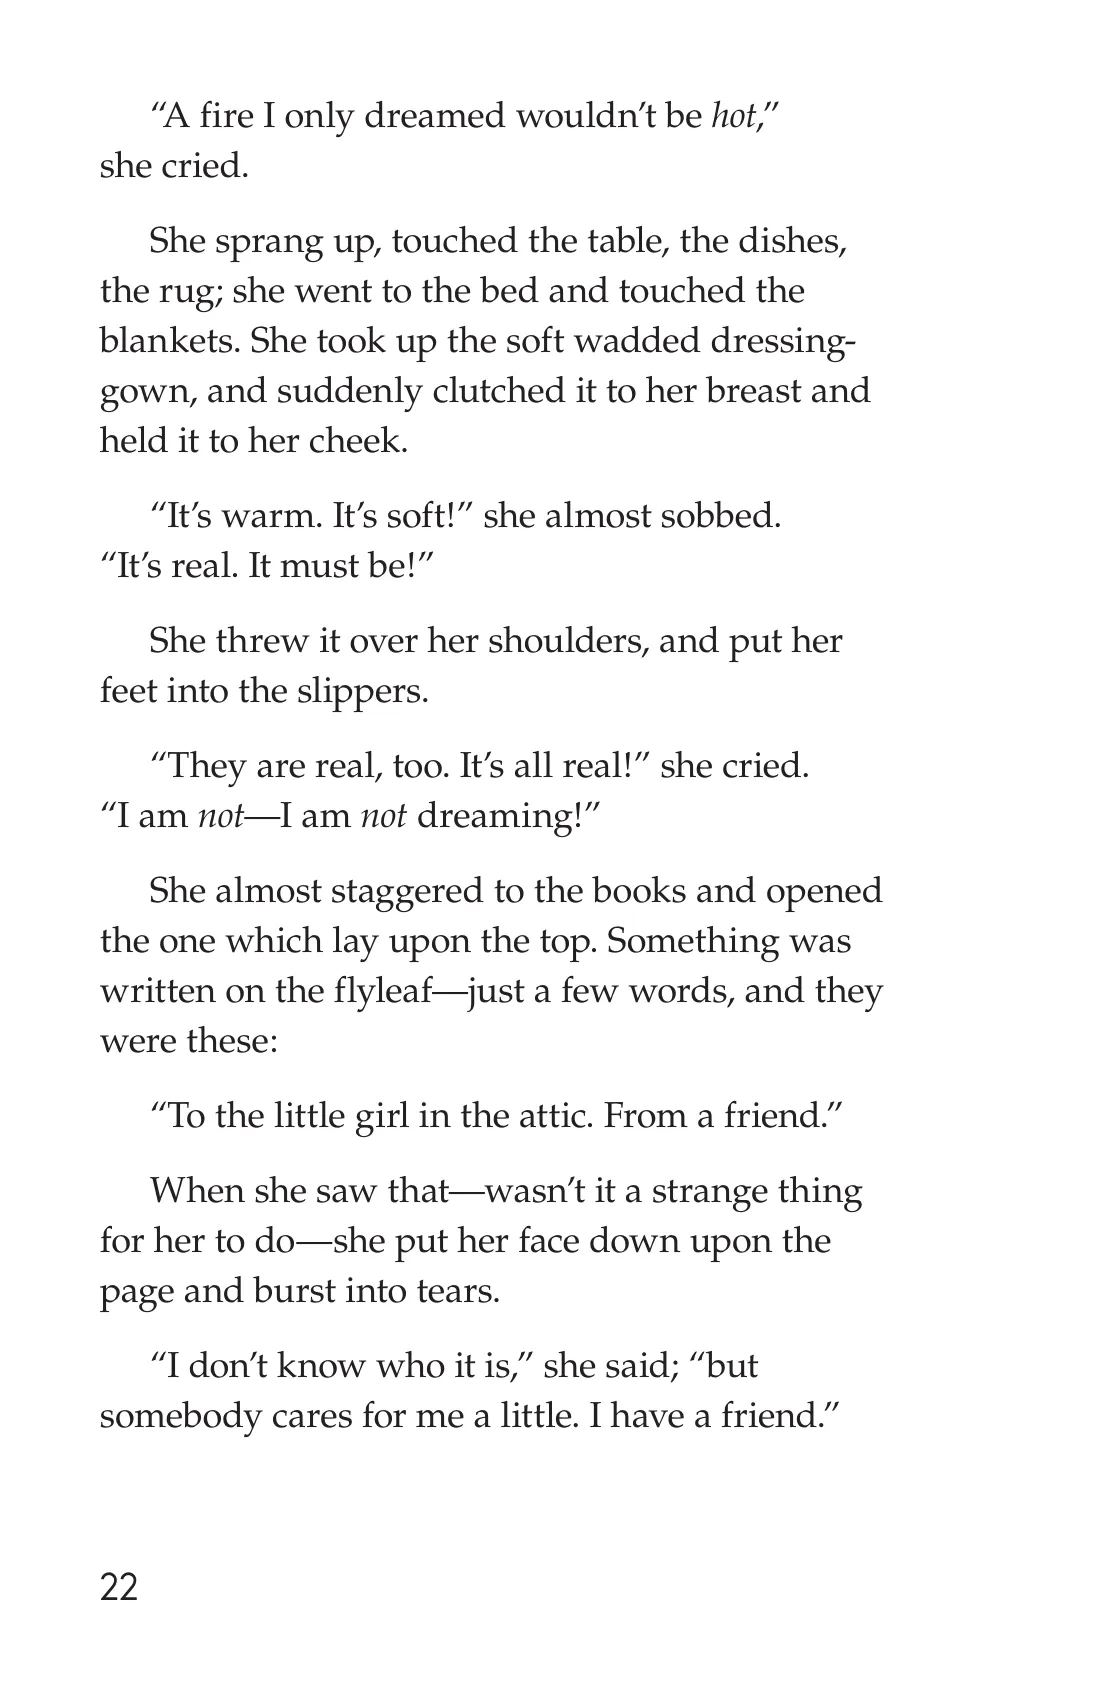 “A fire I only dreamed wouldn’t be hot,”
she cried.
She sprang up, touched the table, the dishes,
the rug; she went to the bed and touched the
blankets. She took up the soft wadded dressing-
gown, and suddenly clutched it to her breast and
held it to her cheek.
“It’s warm. It’s soft!” she almost sobbed.
“It’s real. It must be!”
She threw it over her shoulders, and put her
feet into the slippers.
“They are real, too. It’s all real!” she cried.
“I am not—I am not dreaming!”
She almost staggered to the books and opened
the one which lay upon the top. Something was
written on the flyleaf—just a few words, and they
were these:
“To the little girl in the attic. From a friend.”
When she saw that—wasn’t it a strange thing
for her to do—she put her face down upon the
page and burst into tears.
“I don’t know who it is,” she said; “but
somebody cares for me a little. I have a friend.”
22